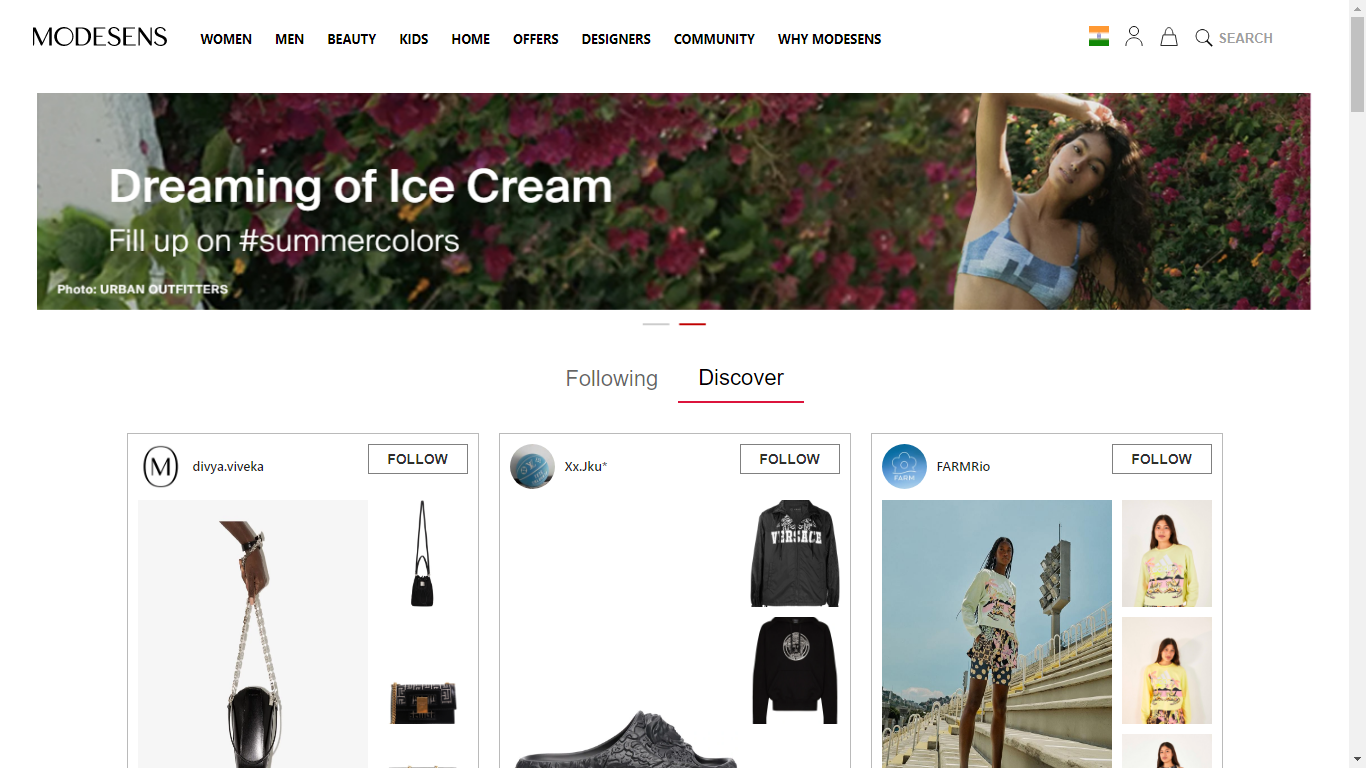 MODESENS
WOMEN MEN BEAUTY KIDS HOME OFFERS DESIGNERS COMMUNITY WHY MODESENS
SEARCH
Dreaming of Ice Cream
Fill up on #summercolors
Photo: URBAN OUTFITTERS
Following Discover
M divya.viveka FOLLOW
Xx.Jku* FOLLOW
FARM FARMRio FOLLOW
VERSACE